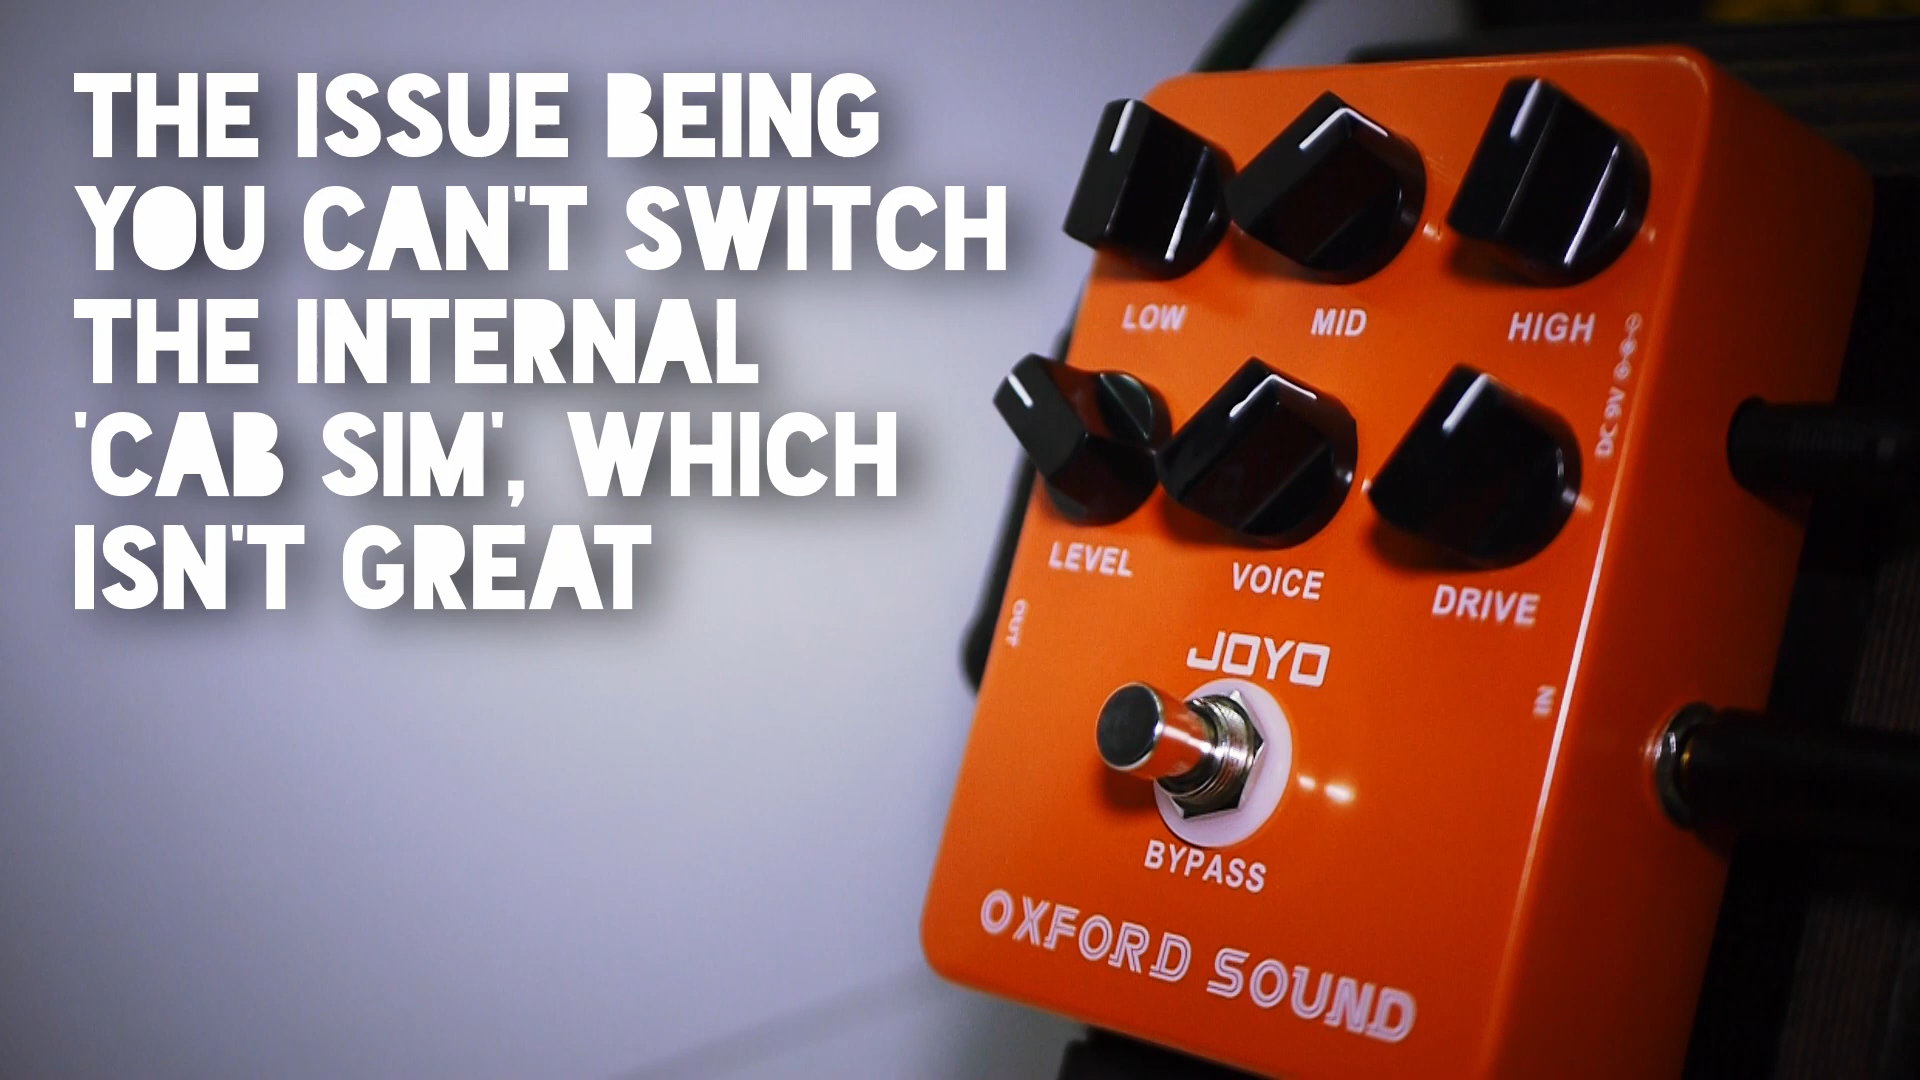 THE ISSUE BEING
YOU CAN'T SWITCH
THE INTERNAL
'CAB SIM', WHICH
ISN'T GREAT
LOW MID HIGH
DC 9V
LEVEL VOICE DRIVE
OUT
IN
JOYO
BYPASS
OXFORD SOUND